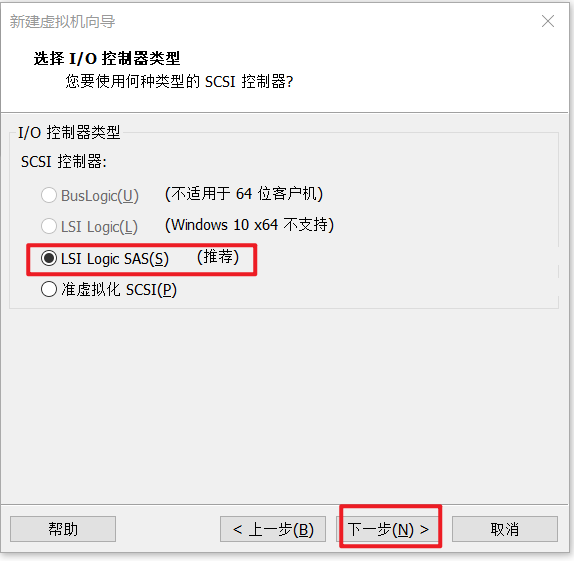 新建虚拟机向导
选择 I/O 控制器类型
您要使用何种类型的 SCSI 控制器?
I/O 控制器类型
SCSI 控制器:
BusLogic(U) (不适用于 64 位客户机)
LSI Logic(L) (Windows 10 x64 不支持)
LSI Logic SAS(S) (推荐)
准虚拟化 SCSI(P)
帮助 < 上一步(B) 下一步(N) > 取消